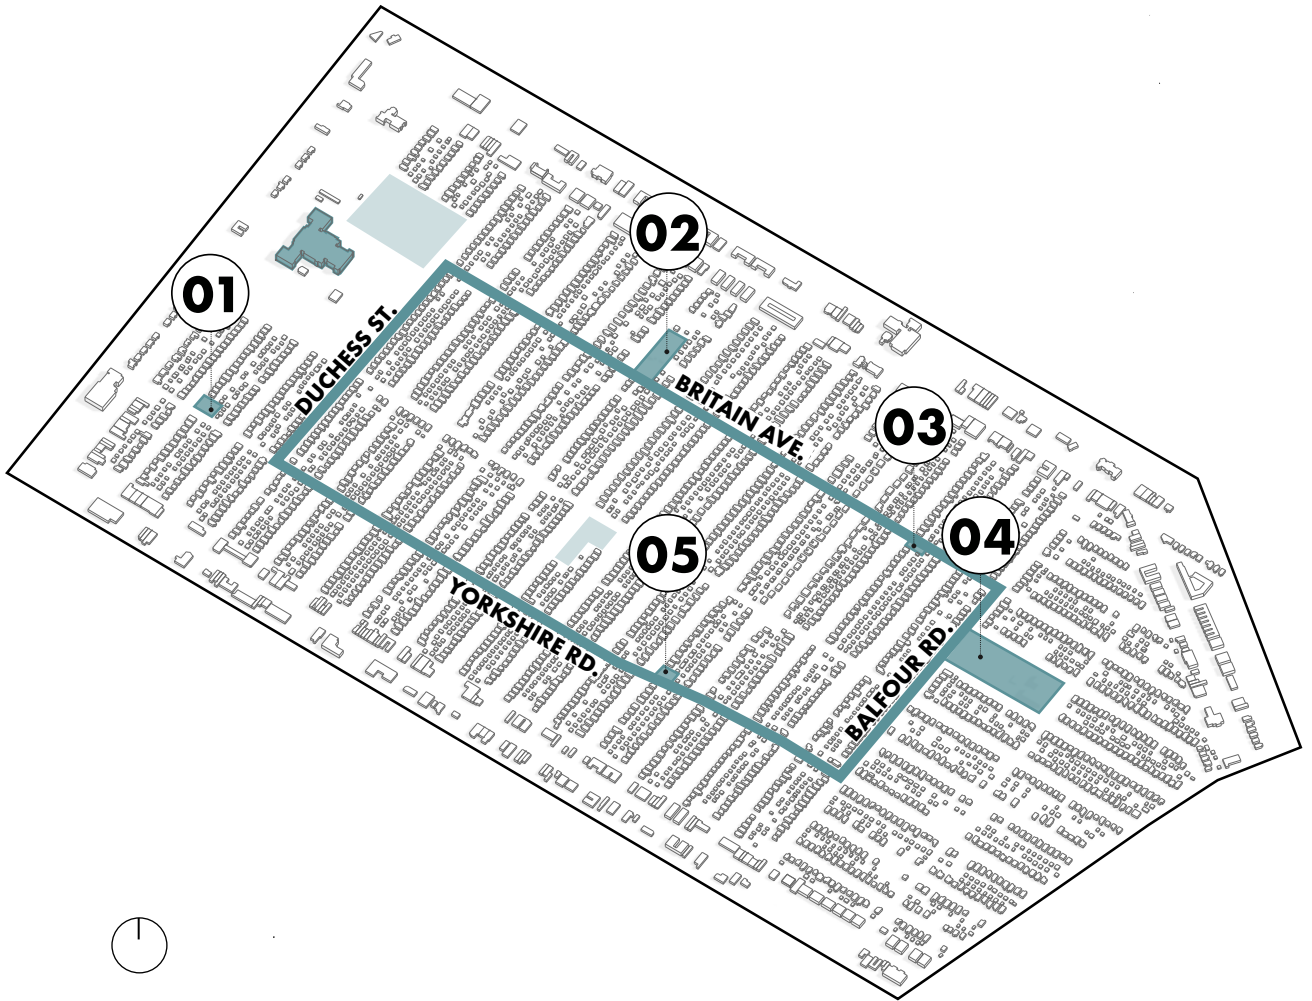 02
01
DUCHESS ST.
BRITAIN AVE.
03
04
05
YORKSHIRE RD.
BALFOUR RD.